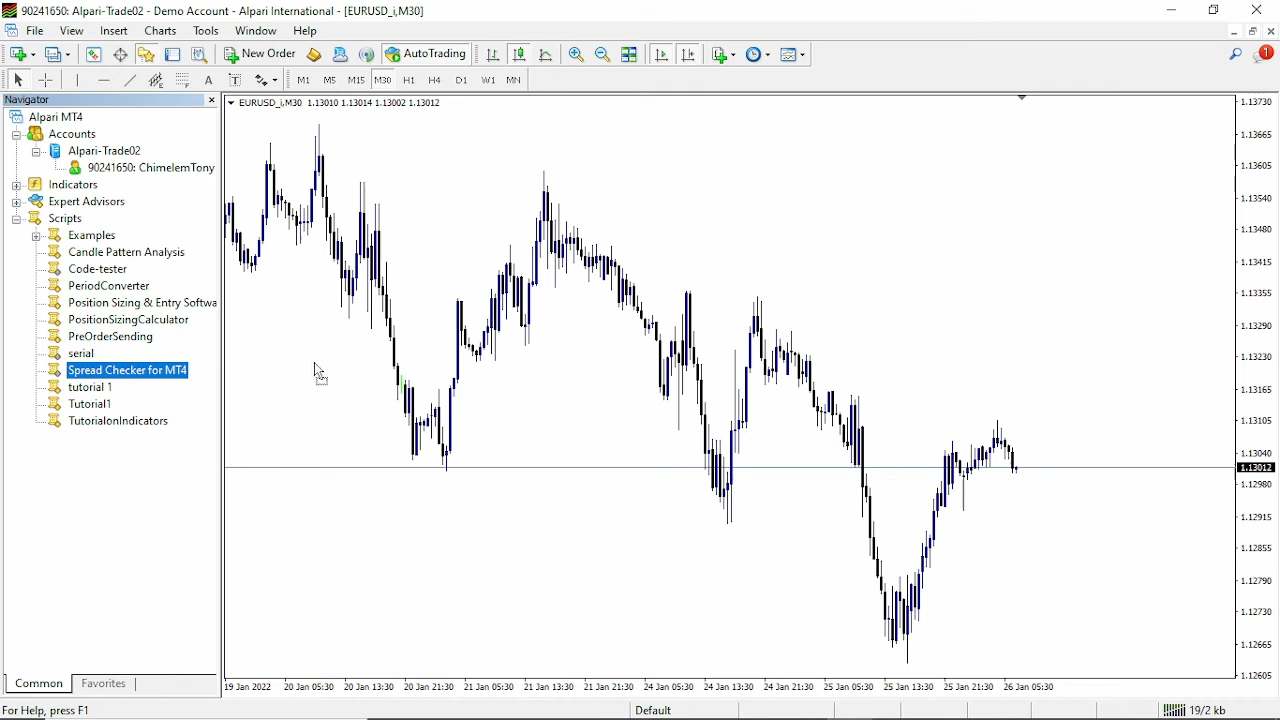 90241650: Alpari-Trade02 - Demo Account - Alpari International - [EURUSD_i,M30]
File View Insert Charts Tools Window Help
New Order AutoTrading 1
A T M1 M5 M15 M30 H1 H4 D1 W1 MN
Navigator
Alpari MT4
Accounts
Alpari-Trade02
90241650: ChimelemTony
Indicators
Expert Advisors
Scripts
Examples
Candle Pattern Analysis
Code-tester
PeriodConverter
Position Sizing & Entry Softwa
PositionSizingCalculator
PreOrderSending
serial
Spread Checker for MT4
tutorial 1
Tutorial1
TutorialonIndicators
Common Favorites
EURUSD_i,M30 1.13010 1.13014 1.13002 1.13012
1.13730
1.13665
1.13605
1.13540
1.13480
1.13415
1.13355
1.13290
1.13230
1.13165
1.13105
1.13040
1.13012
1.12980
1.12915
1.12855
1.12790
1.12730
1.12665
1.12605
19 Jan 2022 20 Jan 05:30 20 Jan 13:30 20 Jan 21:30 21 Jan 05:30 21 Jan 13:30 21 Jan 21:30 24 Jan 05:30 24 Jan 13:30 24 Jan 21:30 25 Jan 05:30 25 Jan 13:30 25 Jan 21:30 26 Jan 05:30
For Help, press F1 Default 19/2 kb